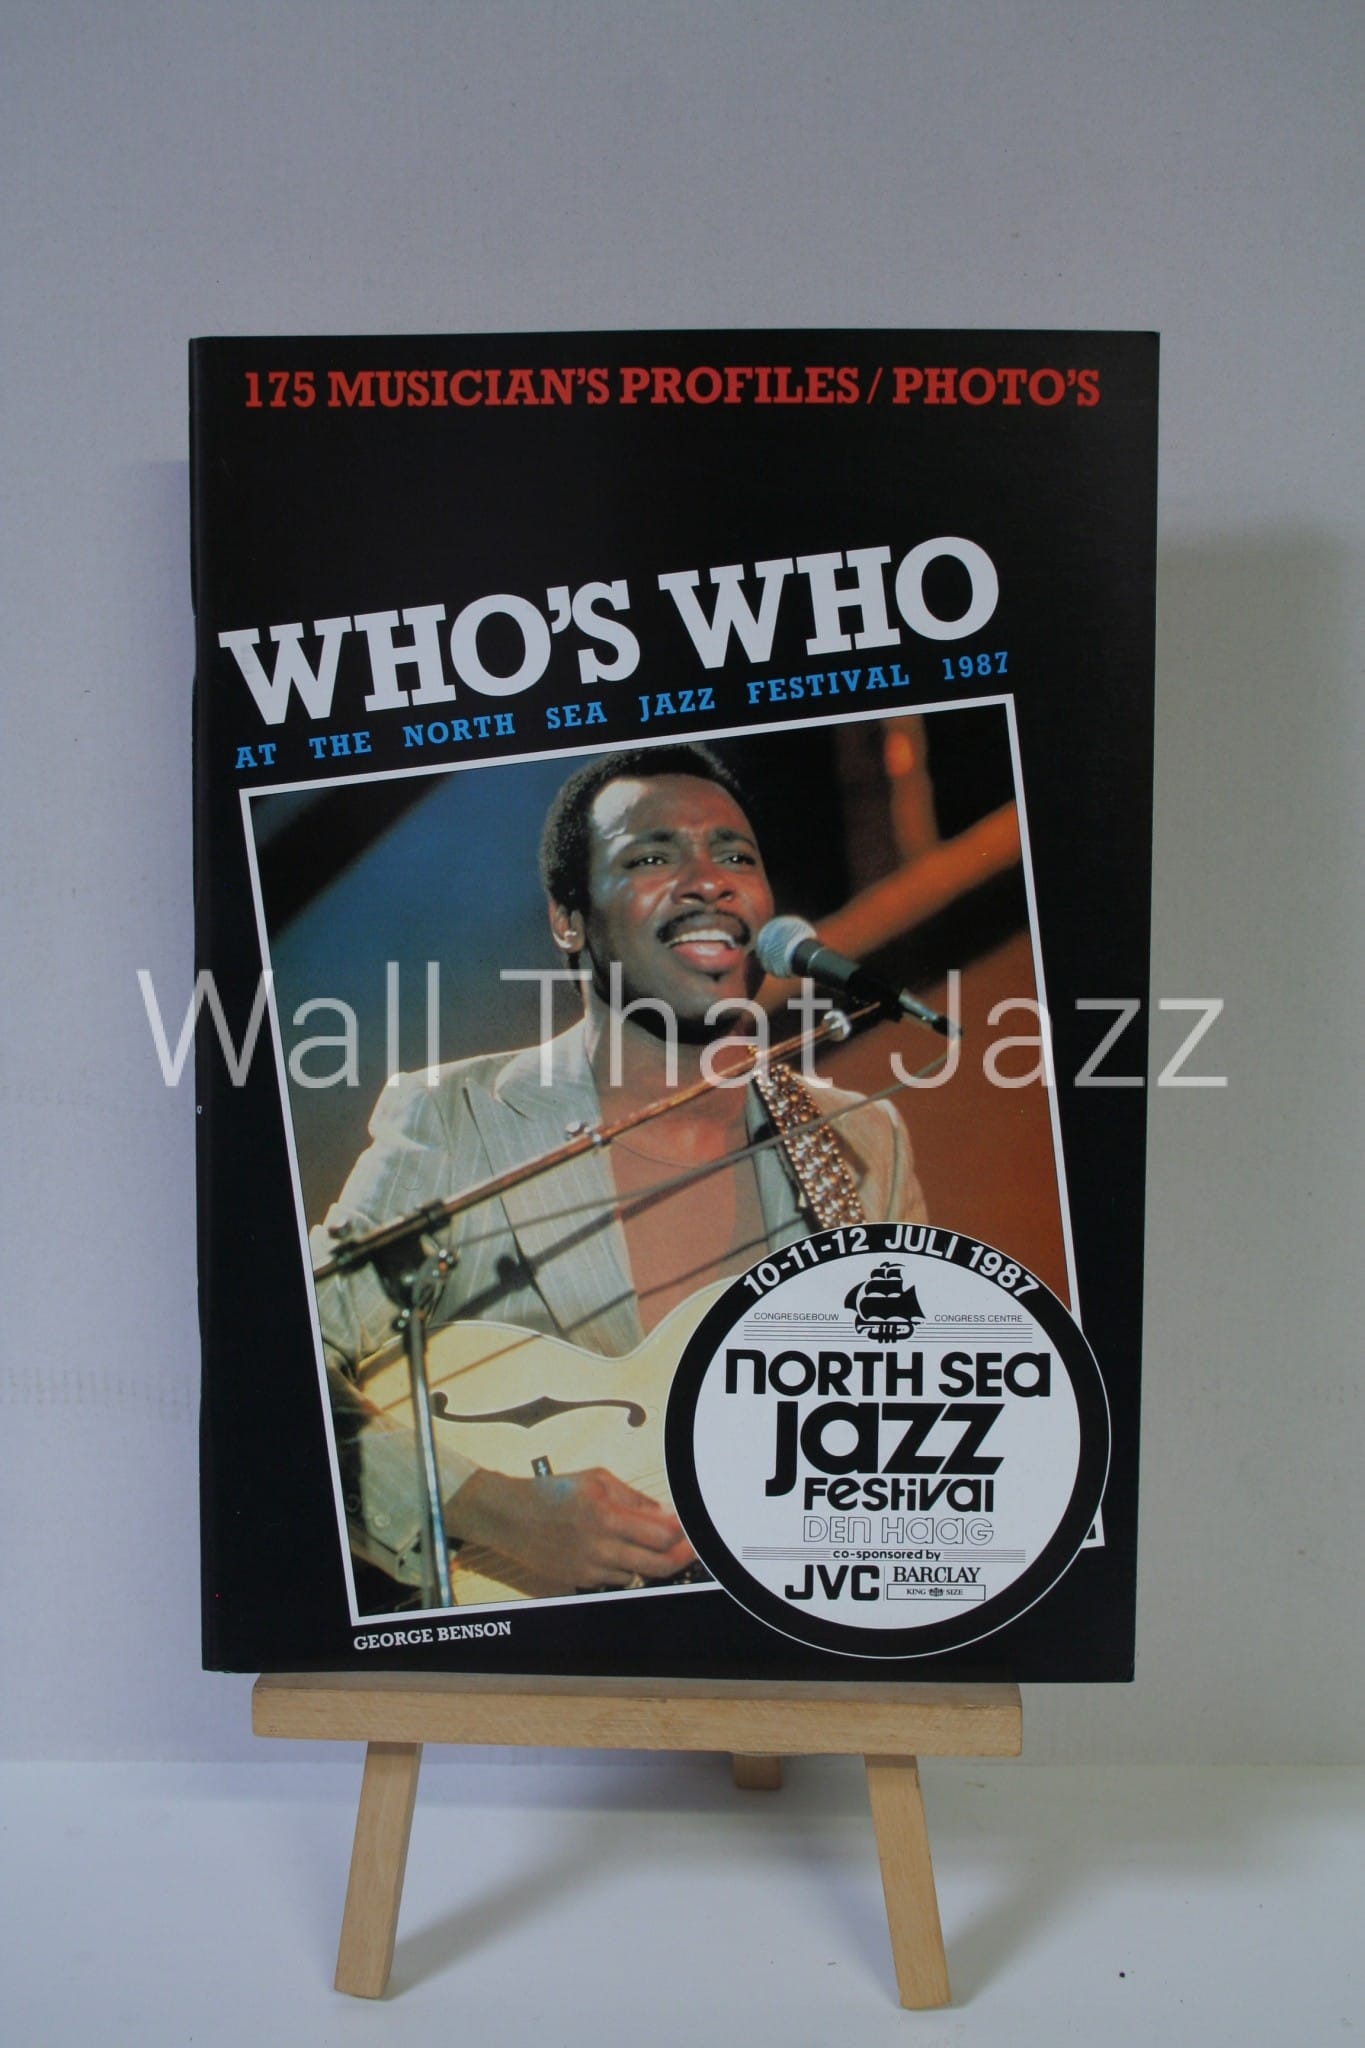 175 MUSICIAN'S PROFILES / PHOTO'S
WHO'S WHO
AT THE NORTH SEA JAZZ FESTIVAL 1987
Wall That Jazz
10-11-12 JULI 1987
CONGRESGEBOUW CONGRESS CENTRE
NORTH SEA
jazz
Festival
DEN HAAG
co-sponsored by
JVC BARCLAY
KING SIZE
GEORGE BENSON